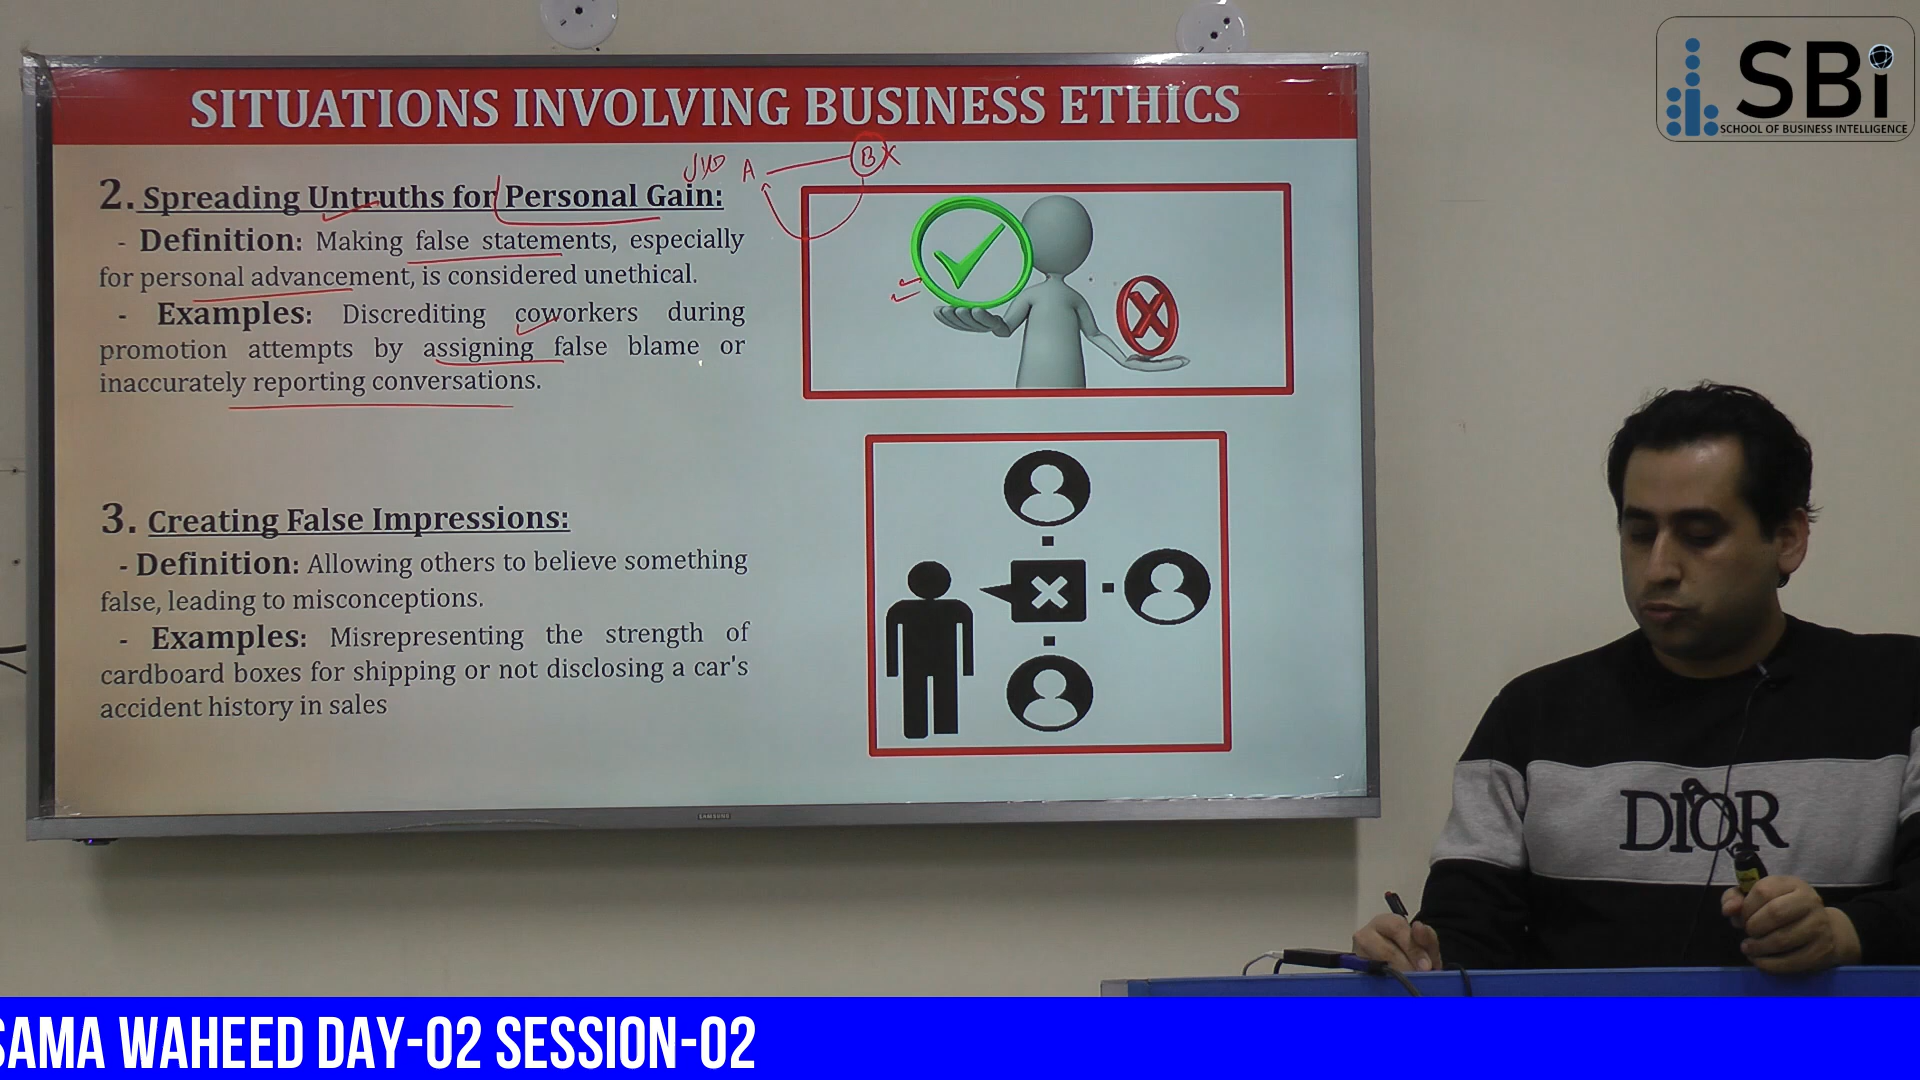 SITUATIONS INVOLVING BUSINESS ETHICS
2. Spreading Untruths for Personal Gain:
- Definition: Making false statements, especially
for personal advancement, is considered unethical.
- Examples: Discrediting coworkers during
promotion attempts by assigning false blame or
inaccurately reporting conversations.
A
B
3. Creating False Impressions:
- Definition: Allowing others to believe something
false, leading to misconceptions.
- Examples: Misrepresenting the strength of
cardboard boxes for shipping or not disclosing a car's
accident history in sales
SAMSUNG
SBi
SCHOOL OF BUSINESS INTELLIGENCE
DIOR
SAMA WAHEED DAY-02 SESSION-02